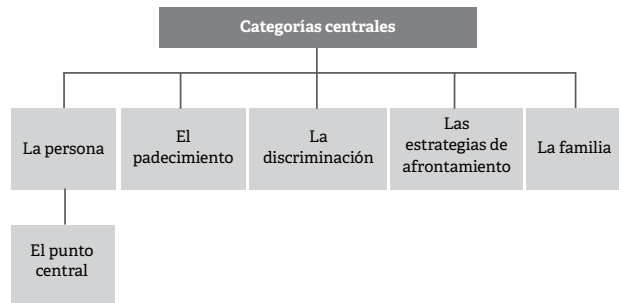 Categorías centrales
La persona
El
padecimiento
La
discriminación
Las
estrategias de
afrontamiento
La familia
El punto
central